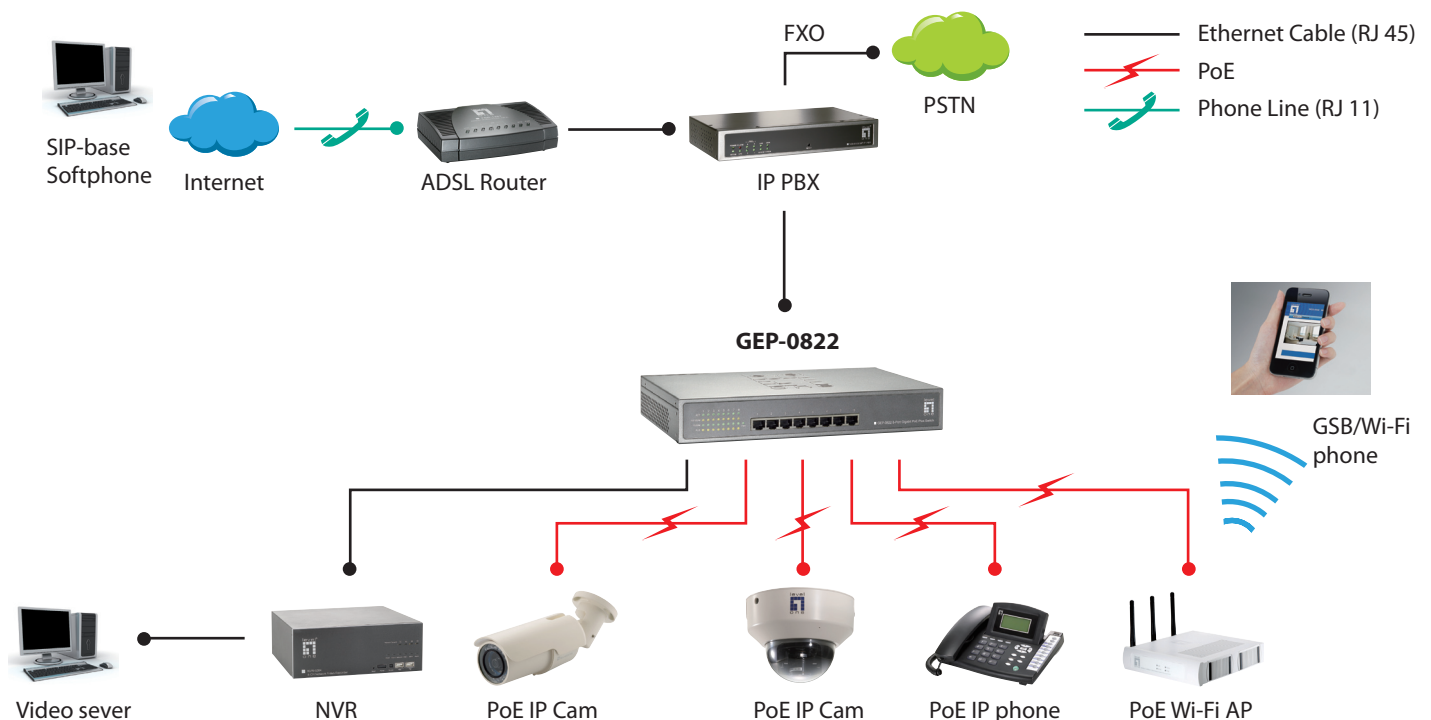 FXO
Ethernet Cable (RJ 45)
PoE
PSTN
Phone Line (RJ 11)
SIP-base
Softphone
Internet
ADSL Router
IP PBX
GEP-0822
GSB/Wi-Fi
phone
Video sever
NVR
PoE IP Cam
PoE IP Cam
PoE IP phone
PoE Wi-Fi AP